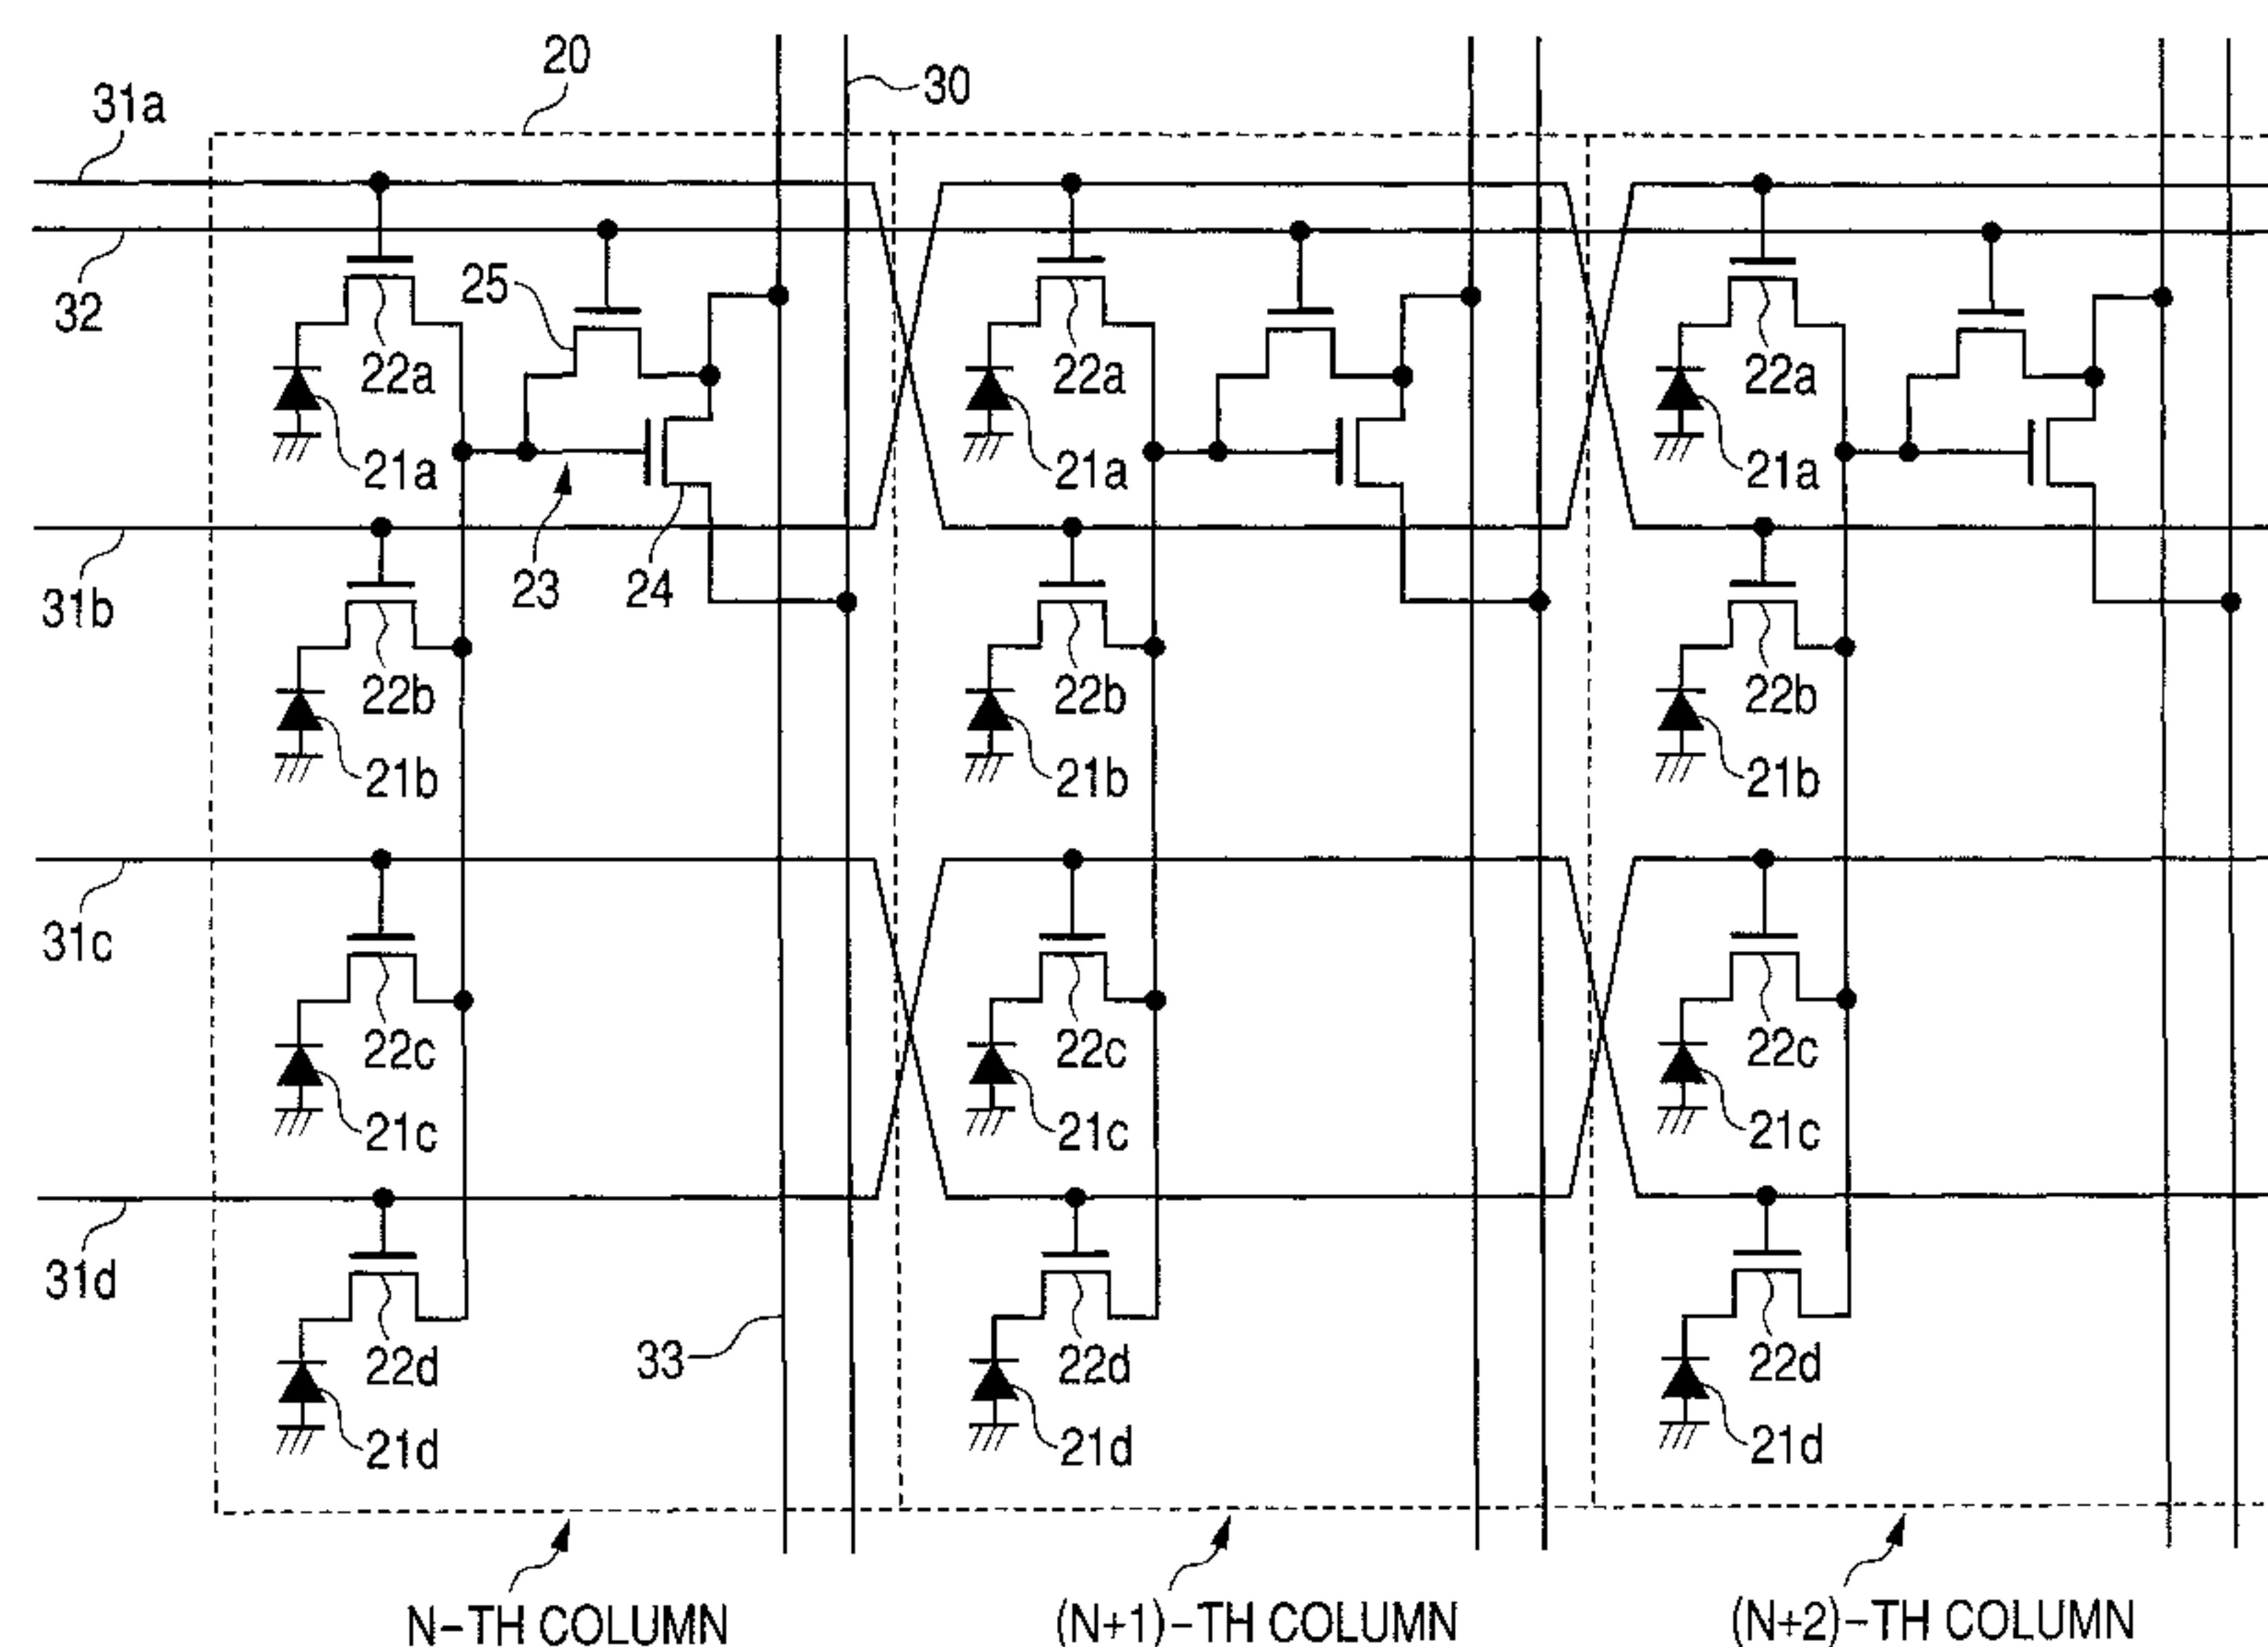 20
30
31a
32
25
22a
22a
22a
21a
21a
21a
23
24
31b
22b
22b
22b
21b
21b
21b
31c
22c
22c
22c
21c
21c
21c
31d
33
22d
22d
22d
21d
21d
21d
N-TH COLUMN
(N+1)-TH COLUMN
(N+2)-TH COLUMN